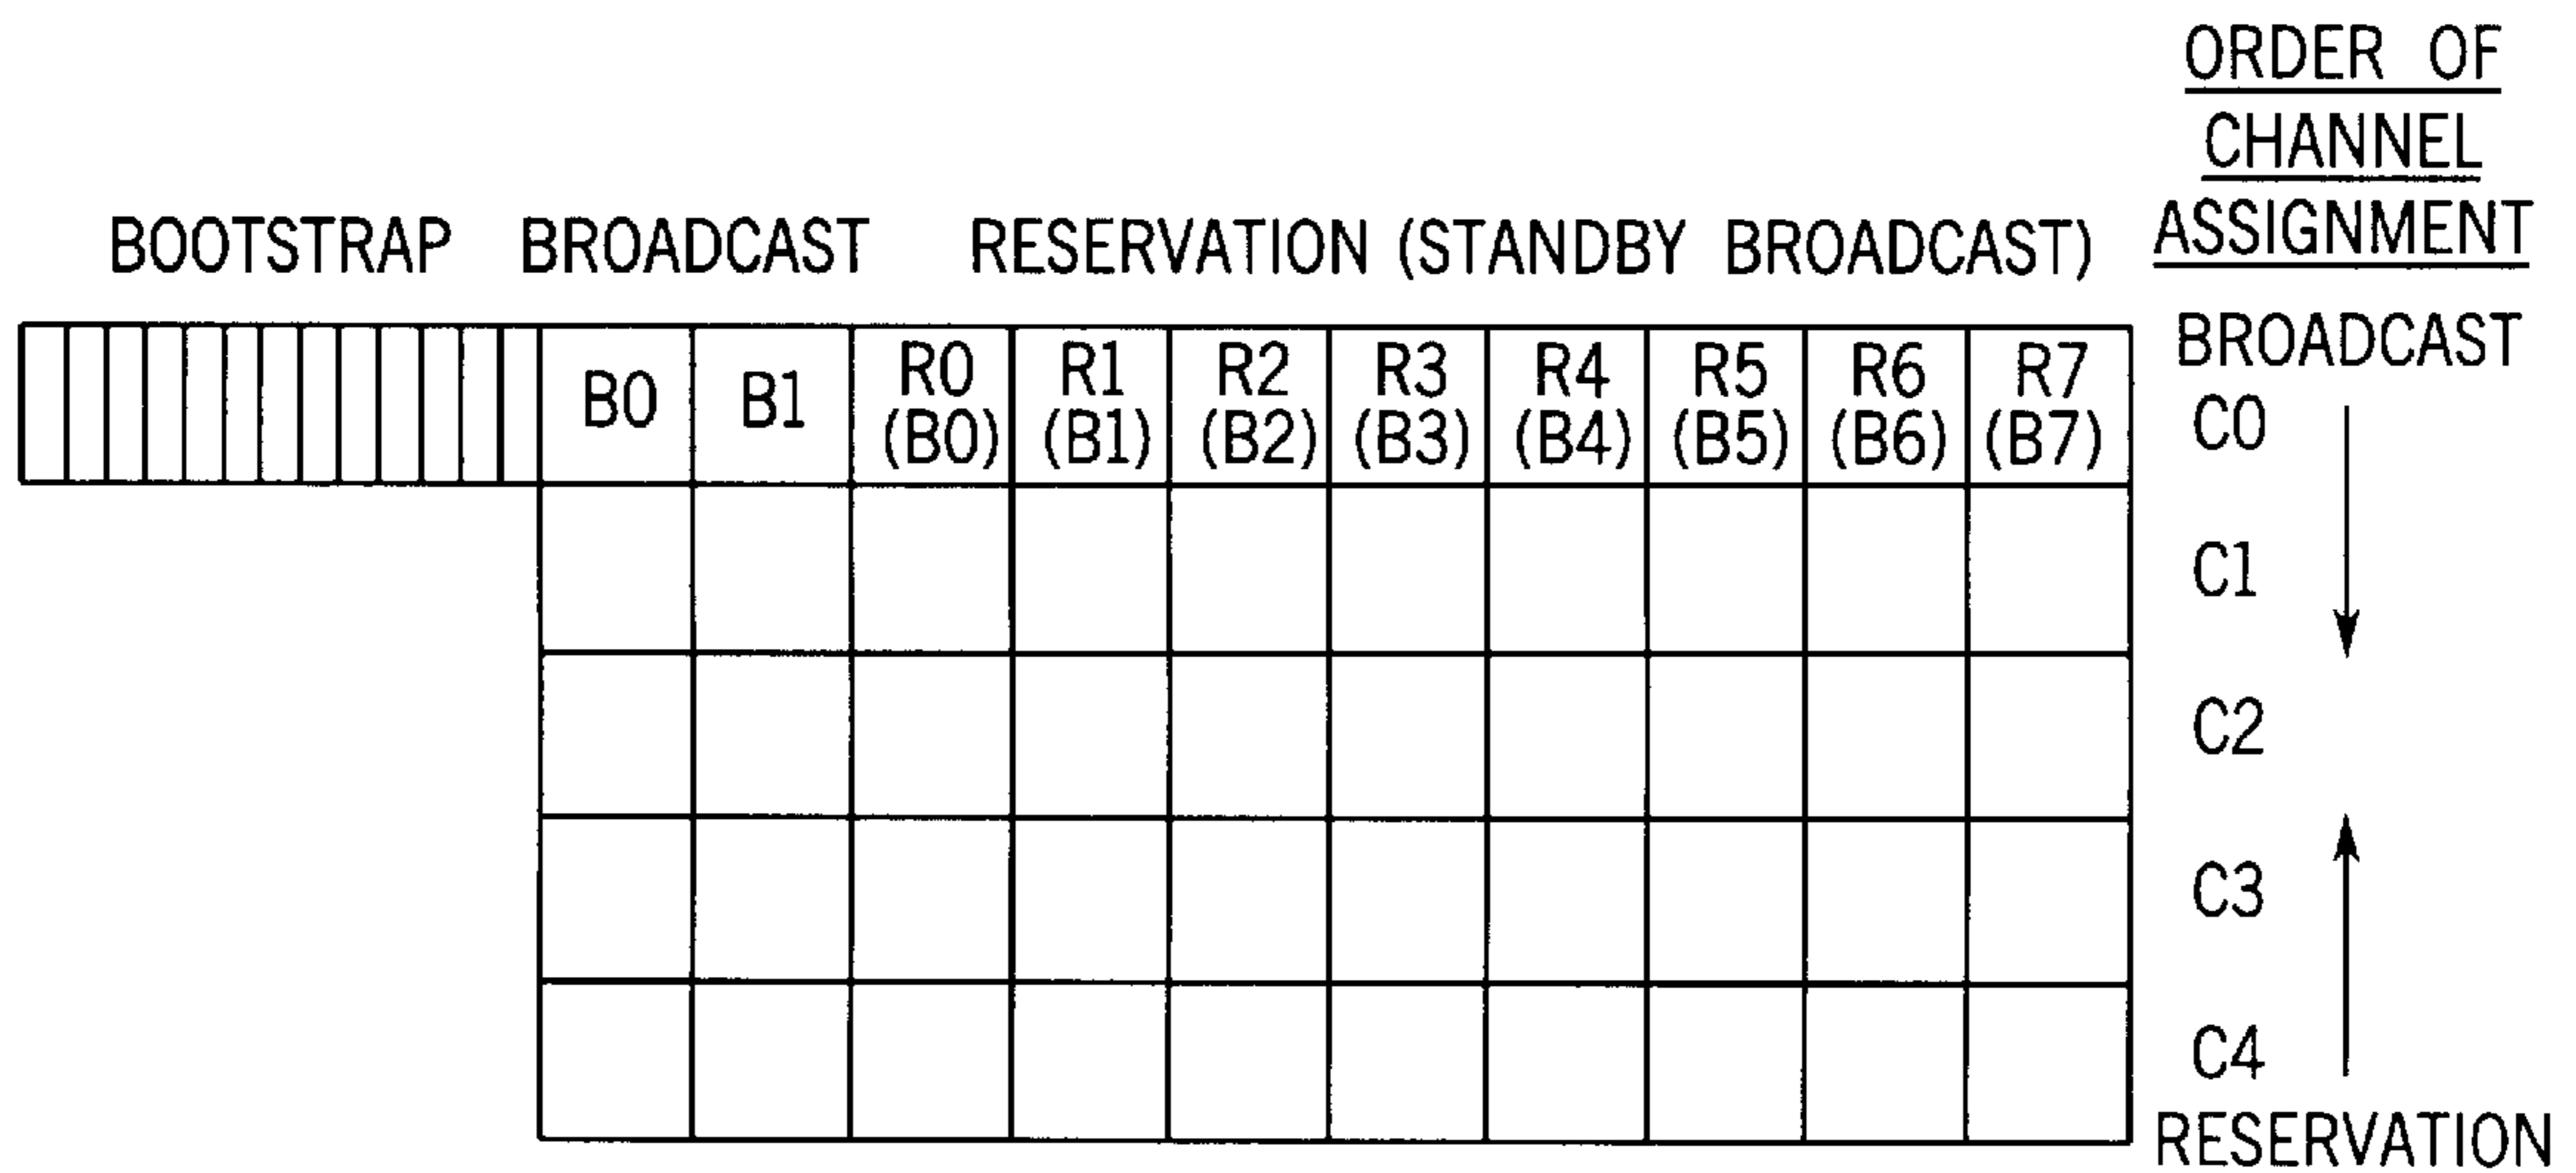 ORDER OF
CHANNEL
ASSIGNMENT
BOOTSTRAP BROADCAST RESERVATION (STANDBY BROADCAST)
BROADCAST
B0 B1 R0 R1 R2 R3 R4 R5 R6 R7
(B0) (B1) (B2) (B3) (B4) (B5) (B6) (B7)
C0
C1
C2
C3
C4
RESERVATION